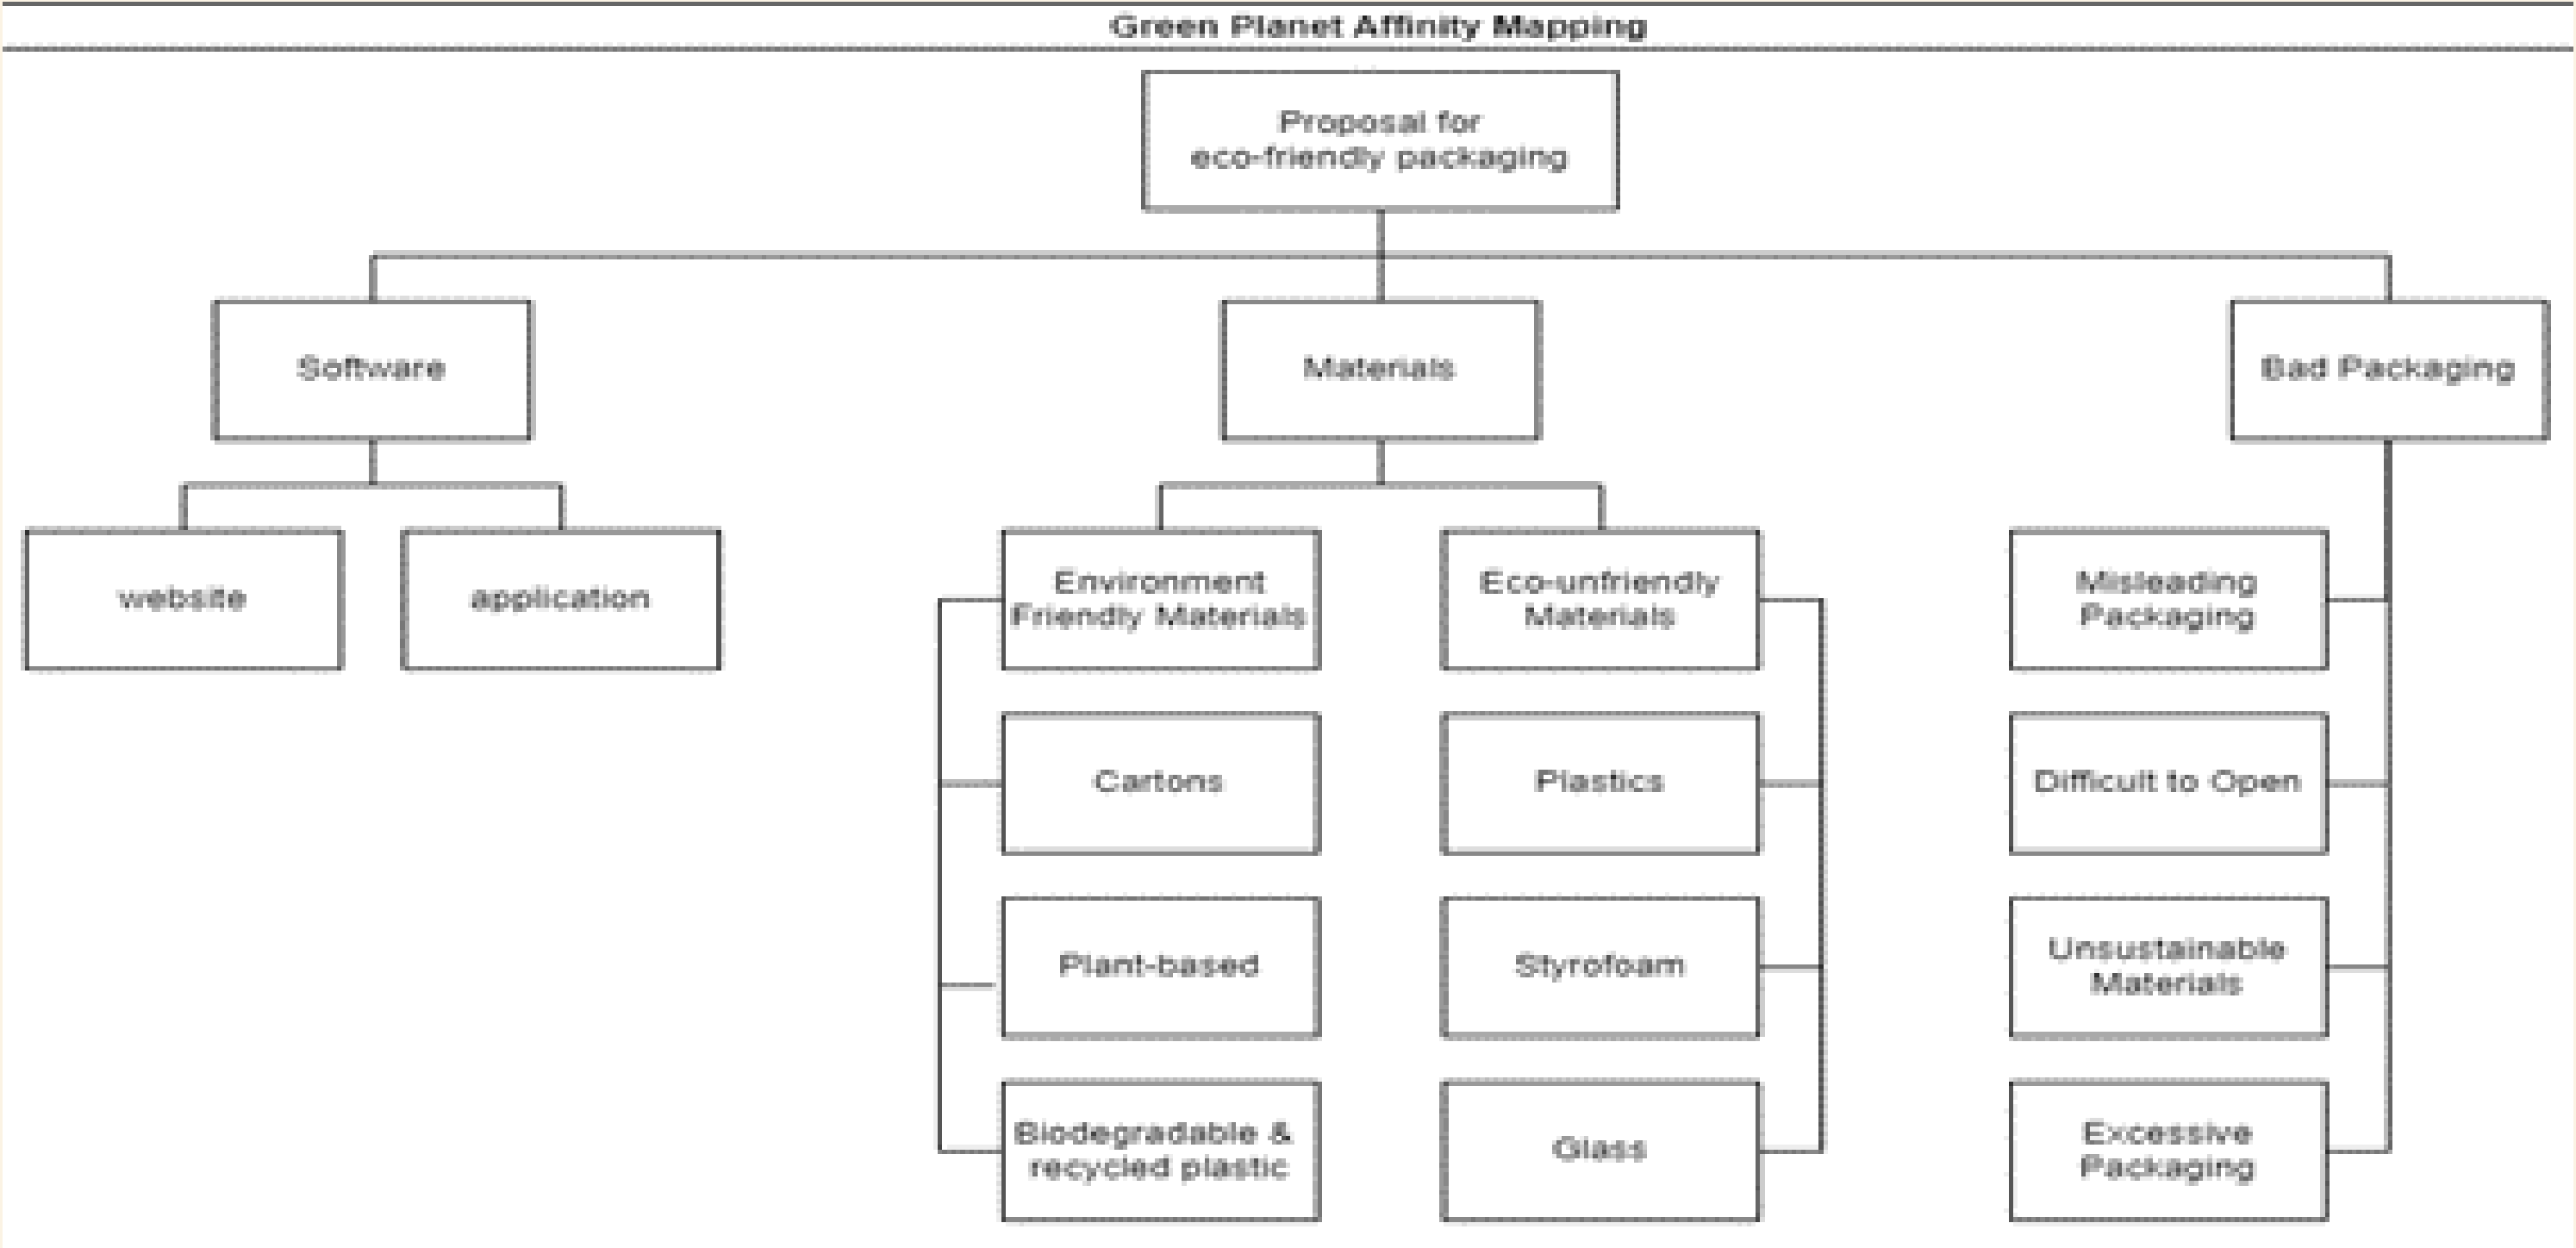 Green Planet Affinity Mapping
Proposal for
eco-friendly packaging
Software
Materials
Bad Packaging
website
application
Environment
Friendly Materials
Eco-unfriendly
Materials
Misleading
Packaging
Cartons
Plastics
Difficult to Open
Plant-based
Styrofoam
Unsustainable
Materials
Biodegradable &
recycled plastic
Glass
Excessive
Packaging